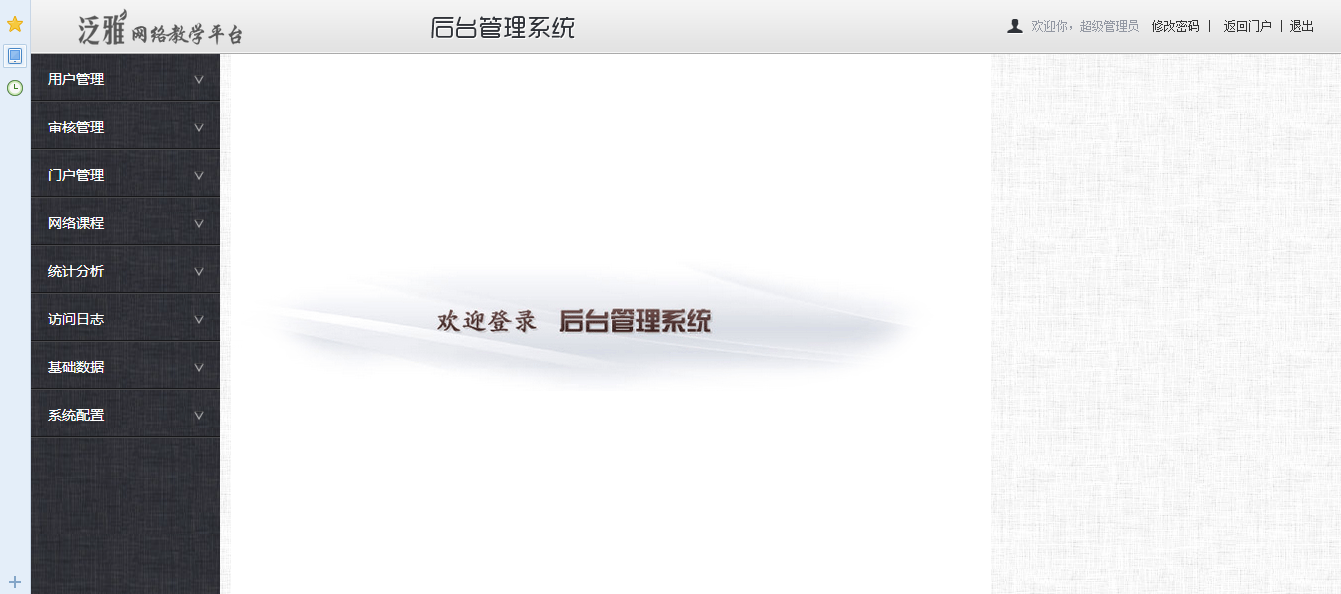 泛雅 网络教学平台
后台管理系统
欢迎你，超级管理员 修改密码 | 返回门户 | 退出
用户管理
审核管理
门户管理
网络课程
统计分析
访问日志
基础数据
系统配置
欢迎登录 后台管理系统